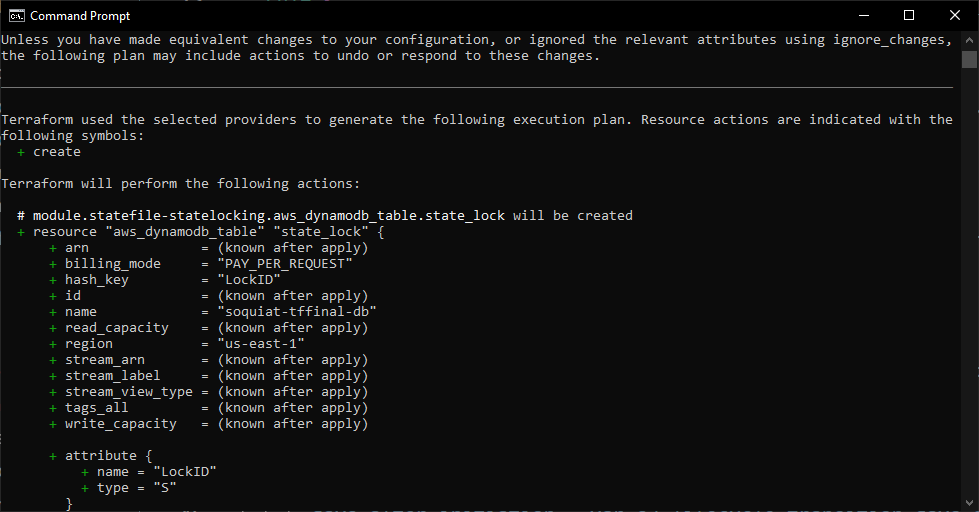 Command Prompt
Unless you have made equivalent changes to your configuration, or ignored the relevant attributes using ignore_changes,
the following plan may include actions to undo or respond to these changes.
Terraform used the selected providers to generate the following execution plan. Resource actions are indicated with the
following symbols:
  + create
Terraform will perform the following actions:
  # module.statefile-statelocking.aws_dynamodb_table.state_lock will be created
  + resource "aws_dynamodb_table" "state_lock" {
      + arn              = (known after apply)
      + billing_mode     = "PAY_PER_REQUEST"
      + hash_key         = "LockID"
      + id               = (known after apply)
      + name             = "soquiat-tffinal-db"
      + read_capacity    = (known after apply)
      + region           = "us-east-1"
      + stream_arn       = (known after apply)
      + stream_label     = (known after apply)
      + stream_view_type = (known after apply)
      + tags_all         = (known after apply)
      + write_capacity   = (known after apply)
      + attribute {
          + name = "LockID"
          + type = "S"
        }